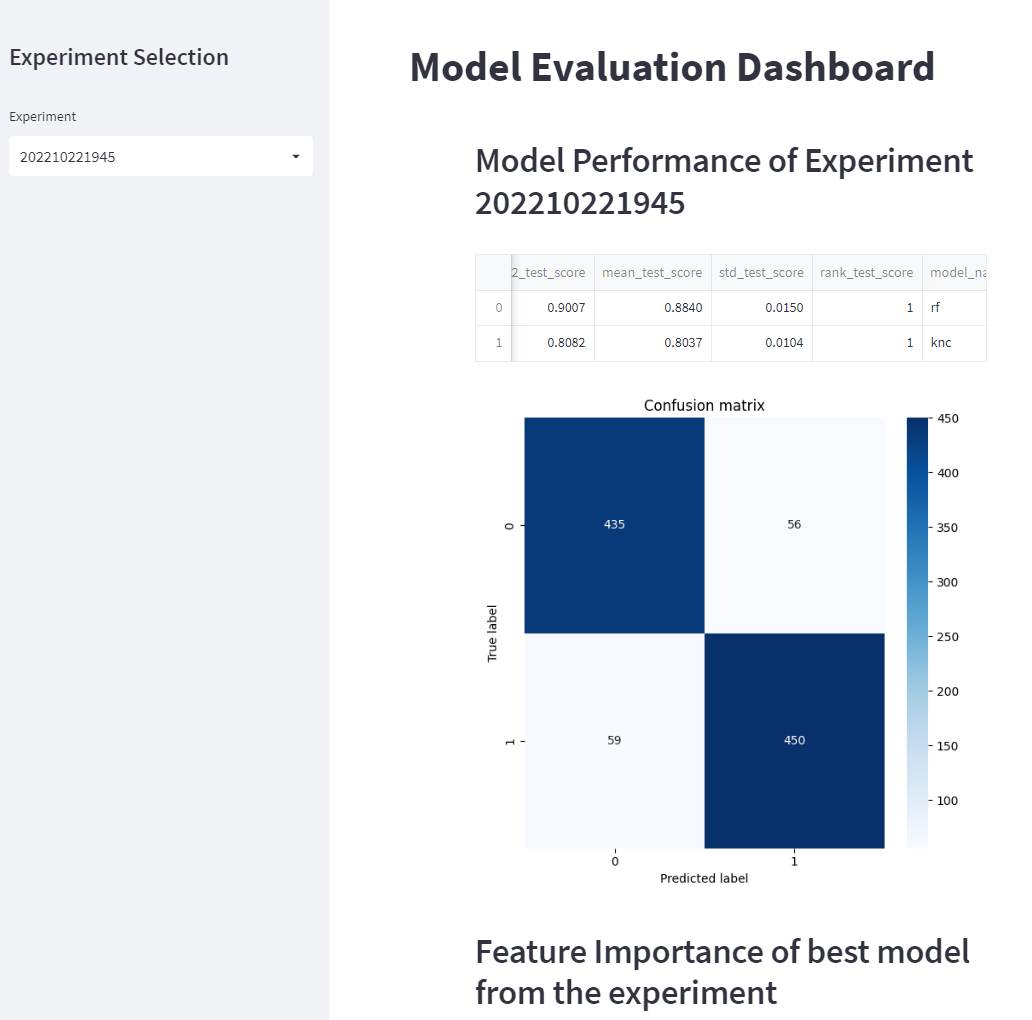 Experiment Selection
Experiment
202210221945
Model Evaluation Dashboard
Model Performance of Experiment
202210221945
2_test_score mean_test_score std_test_score rank_test_score model_na
0 0.9007 0.8840 0.0150 1 rf
1 0.8082 0.8037 0.0104 1 knc
Confusion matrix
450
400
350
300
250
200
150
100
0
435 56
True label
1
59 450
0 1
Predicted label
Feature Importance of best model
from the experiment